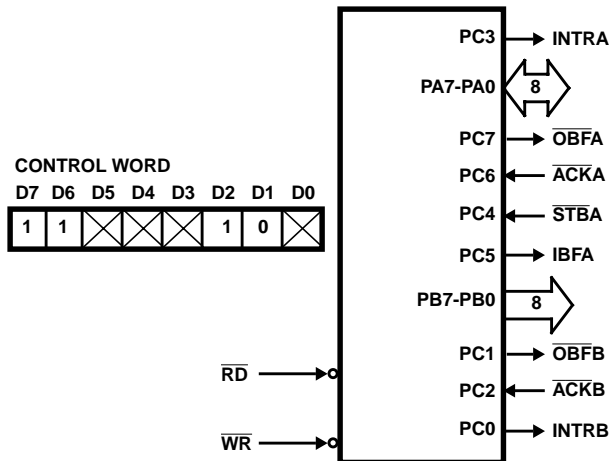 PC3 INTRA
PA7-PA0 8
PC7 OBFA
CONTROL WORD
PC6 ACKA
D7 D6 D5 D4 D3 D2 D1 D0
PC4 STBA
1 1 1 0
PC5 IBFA
PB7-PB0 8
PC1 OBFB
RD
PC2 ACKB
PC0 INTRB
WR